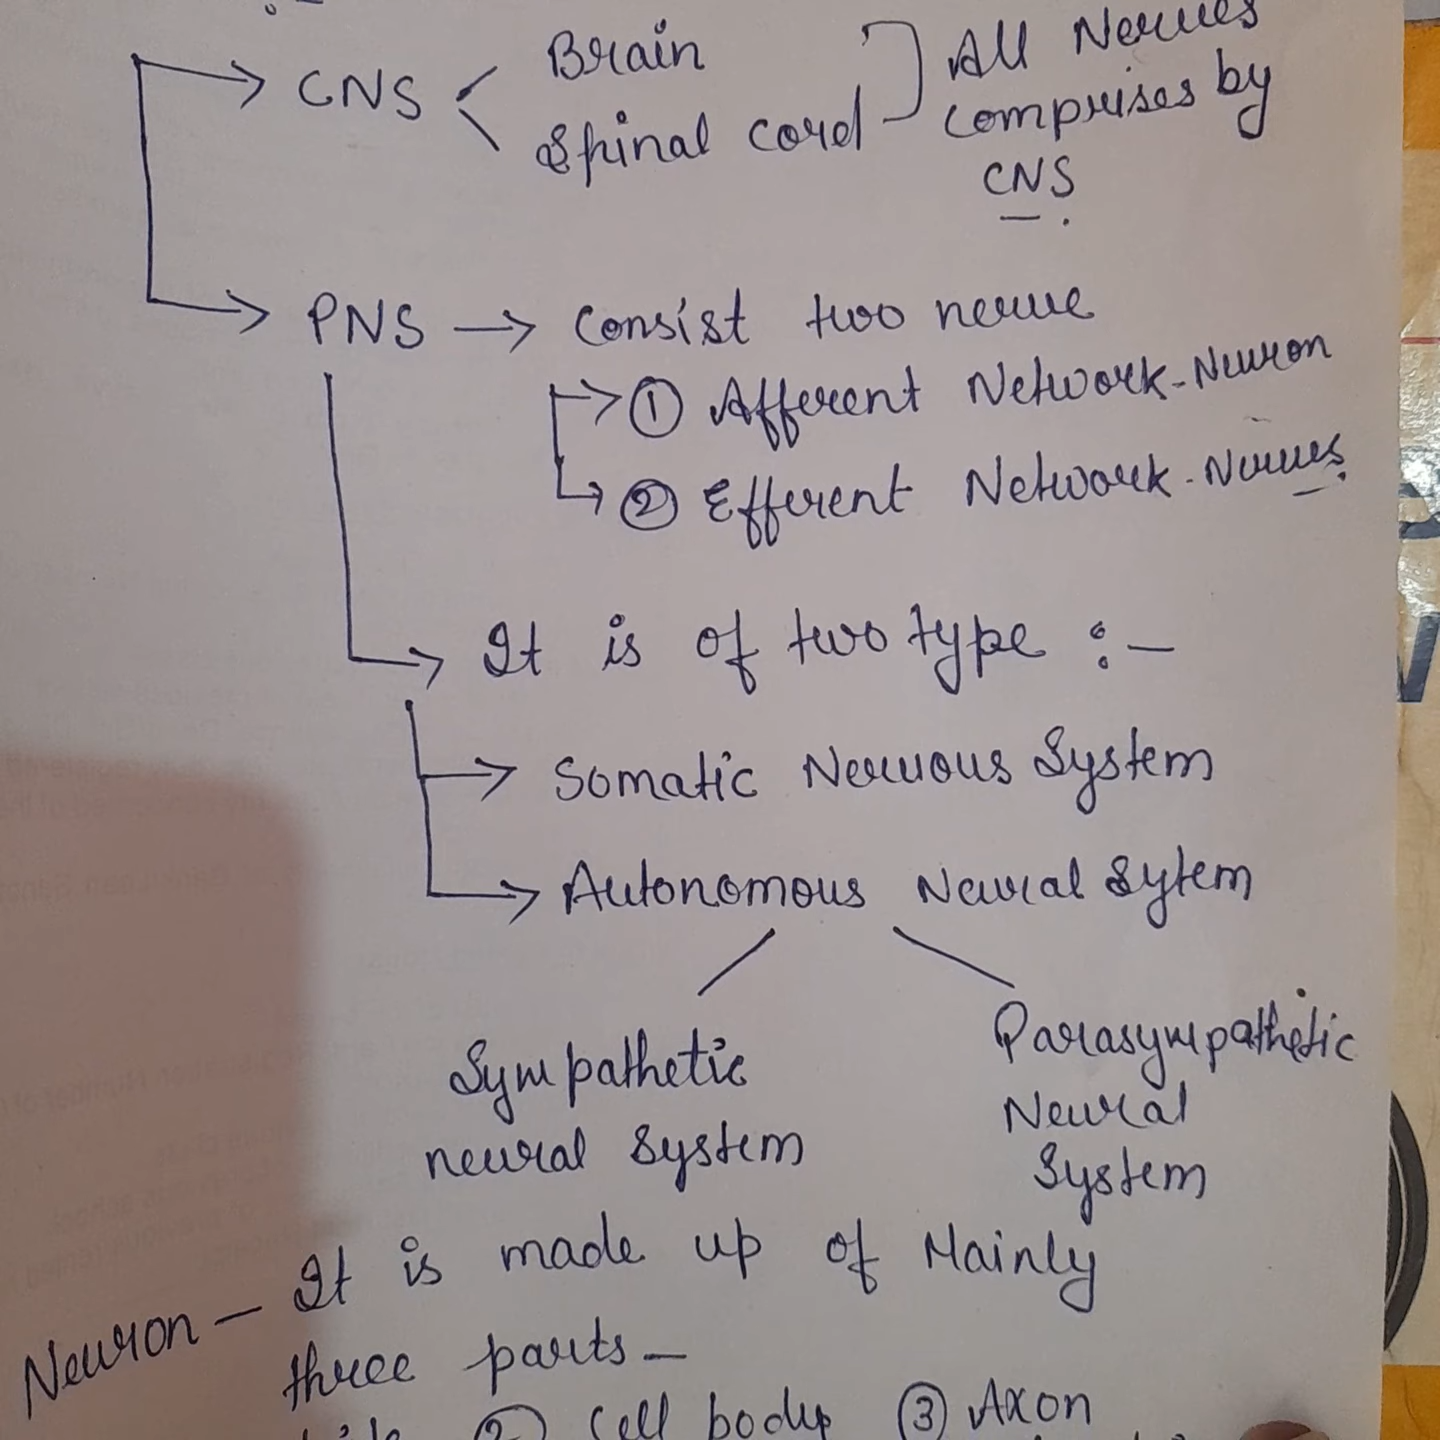 CNS < Brain
Spinal cord
All Nerves
comprises by
CNS
PNS → Consist two nerve
→ ① Afferent Network-Neuron
→ ② Efferent Network-Nerves
→ It is of two type :-
→ Somatic Nervous System
→ Autonomous Neural Sytem
Sympathetic
neural system
Parasympathetic
Neural
System
Neuron - It is made up of Mainly
three parts -
② Cell body ③ Axon